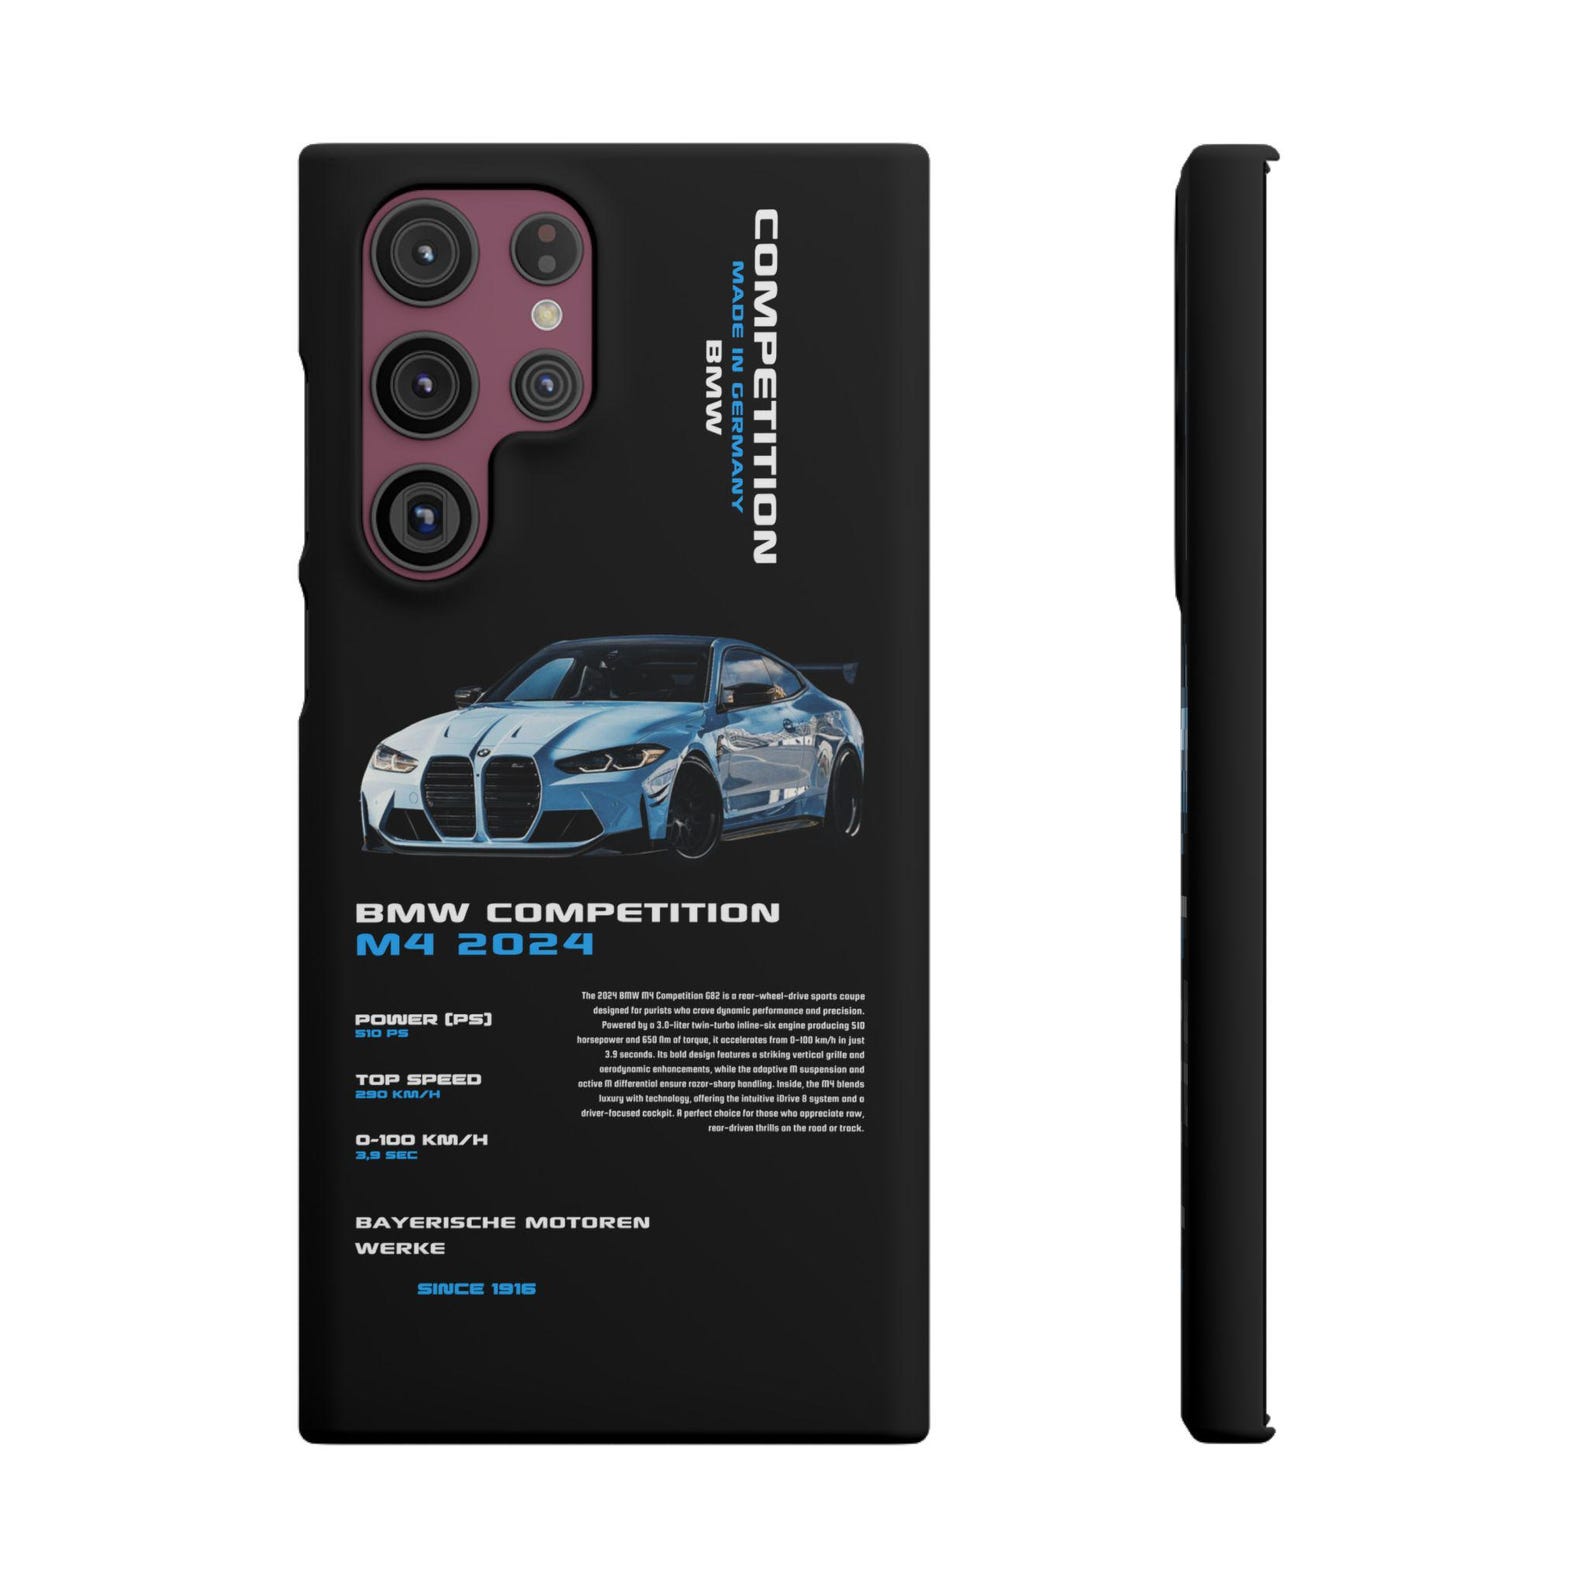 COMPETITION
MADE IN GERMANY
BMW
BMW COMPETITION
M4 2024
POWER (PS)
510 PS
TOP SPEED
290 KM/H
0-100 KM/H
3,9 SEC
The 2024 BMW M4 Competition G82 is a rear-wheel-drive sports coupe
designed for purists who crave dynamic performance and precision.
Powered by a 3.0-liter twin-turbo inline-six engine producing 510
horsepower and 650 Nm of torque, it accelerates from 0-100 km/h in just
3.9 seconds. Its bold design features a striking vertical grille and
aerodynamic enhancements, while the adaptive M suspension and
active M differential ensure razor-sharp handling. Inside, the M4 blends
luxury with technology, offering the intuitive iDrive 8 system and a
driver-focused cockpit. A perfect choice for those who appreciate raw,
rear-driven thrills on the road or track.
BAYERISCHE MOTOREN
WERKE
SINCE 1916